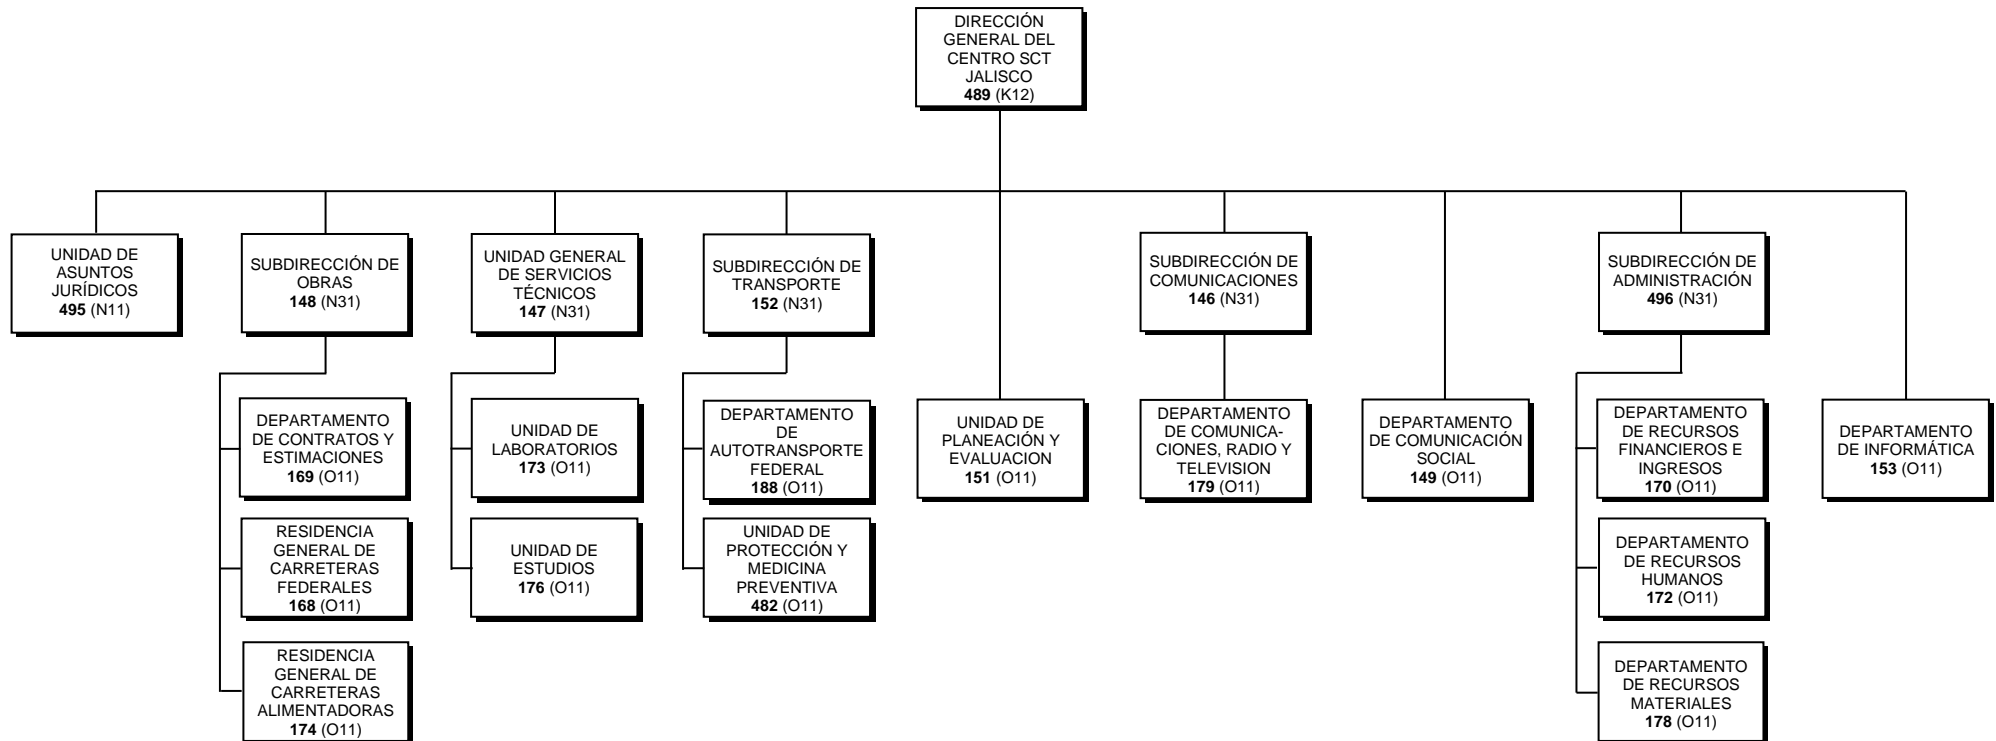 DIRECCIÓN
GENERAL DEL
CENTRO SCT
JALISCO
489 (K12)
UNIDAD DE
ASUNTOS
JURÍDICOS
495 (N11)
SUBDIRECCIÓN DE
OBRAS
148 (N31)
UNIDAD GENERAL
DE SERVICIOS
TÉCNICOS
147 (N31)
SUBDIRECCIÓN DE
TRANSPORTE
152 (N31)
SUBDIRECCIÓN DE
COMUNICACIONES
146 (N31)
SUBDIRECCIÓN DE
ADMINISTRACIÓN
496 (N31)
DEPARTAMENTO
DE CONTRATOS Y
ESTIMACIONES
169 (O11)
UNIDAD DE
LABORATORIOS
173 (O11)
DEPARTAMENTO
DE
AUTOTRANSPORTE
FEDERAL
188 (O11)
UNIDAD DE
PLANEACIÓN Y
EVALUACION
151 (O11)
DEPARTAMENTO
DE COMUNICA-
CIONES, RADIO Y
TELEVISION
179 (O11)
DEPARTAMENTO
DE COMUNICACIÓN
SOCIAL
149 (O11)
DEPARTAMENTO
DE RECURSOS
FINANCIEROS E
INGRESOS
170 (O11)
DEPARTAMENTO
DE INFORMÁTICA
153 (O11)
RESIDENCIA
GENERAL DE
CARRETERAS
FEDERALES
168 (O11)
UNIDAD DE
ESTUDIOS
176 (O11)
UNIDAD DE
PROTECCIÓN Y
MEDICINA
PREVENTIVA
482 (O11)
DEPARTAMENTO
DE RECURSOS
HUMANOS
172 (O11)
RESIDENCIA
GENERAL DE
CARRETERAS
ALIMENTADORAS
174 (O11)
DEPARTAMENTO
DE RECURSOS
MATERIALES
178 (O11)